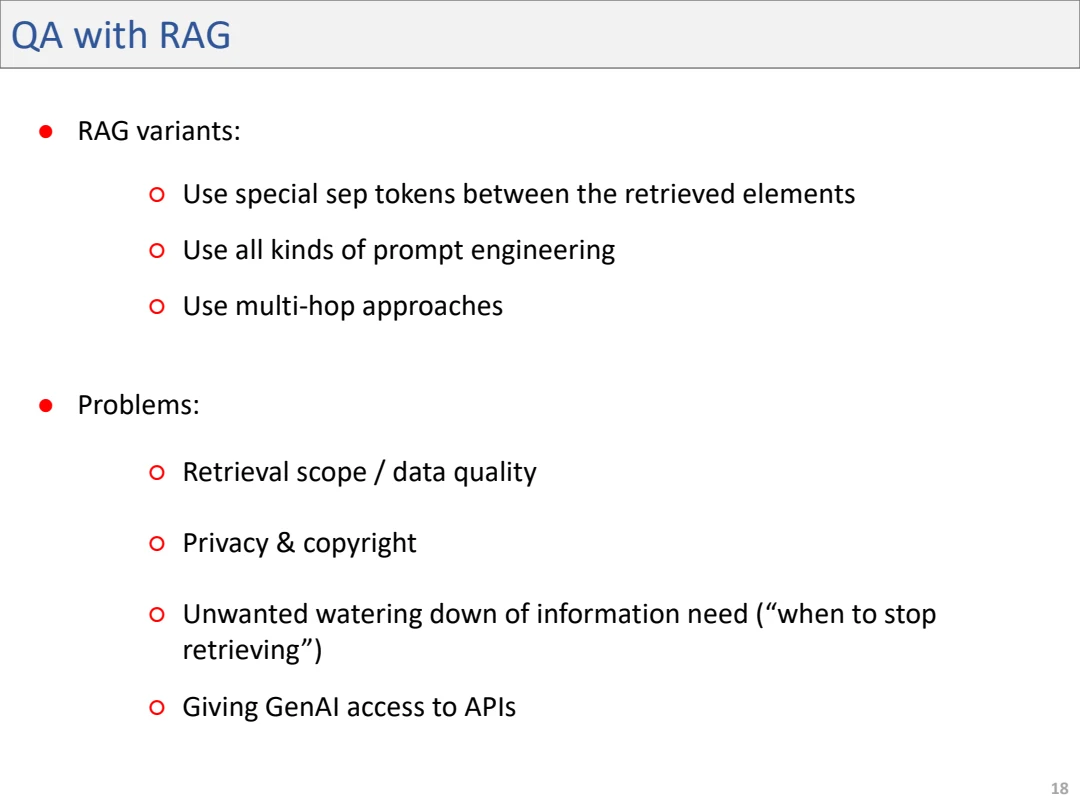 QA with RAG
● RAG variants:
○ Use special sep tokens between the retrieved elements
○ Use all kinds of prompt engineering
○ Use multi-hop approaches
● Problems:
○ Retrieval scope / data quality
○ Privacy & copyright
○ Unwanted watering down of information need (“when to stop
retrieving”)
○ Giving GenAI access to APIs
18